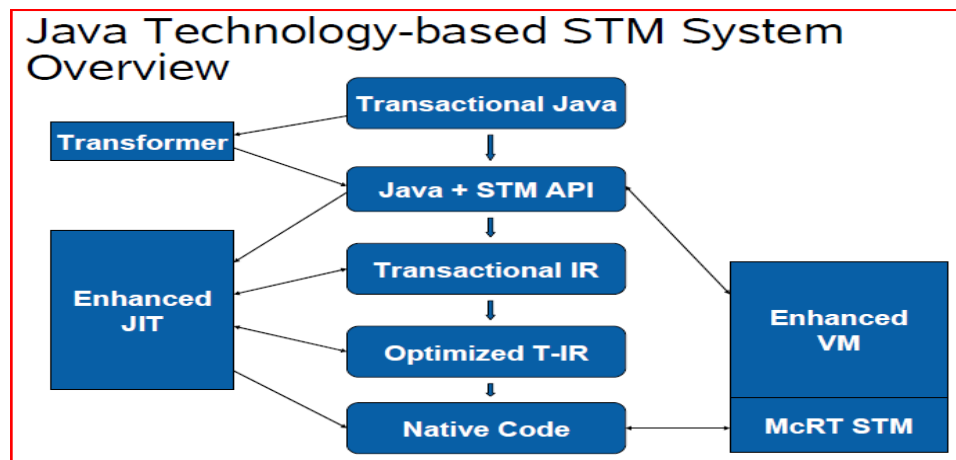 Java Technology-based STM System
Overview
Transactional Java
Transformer
Java + STM API
Transactional IR
Enhanced
JIT
Enhanced
VM
Optimized T-IR
Native Code
McRT STM